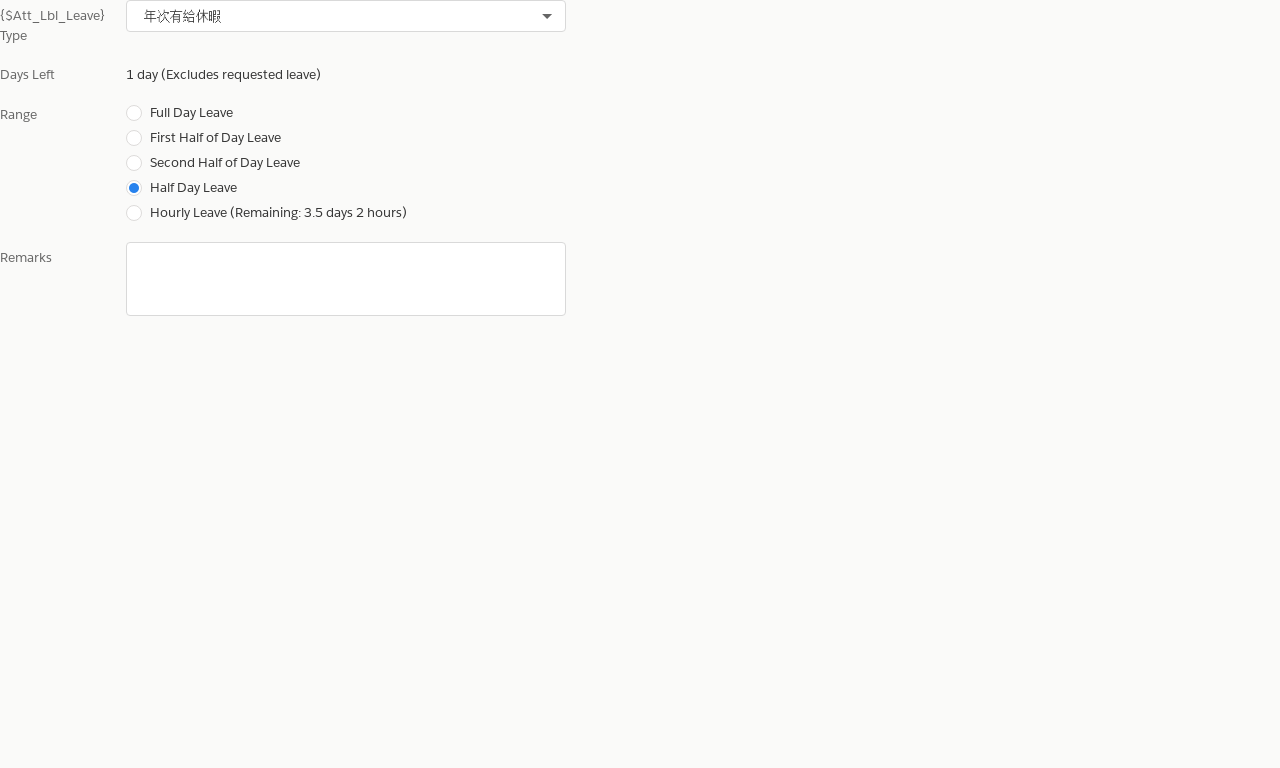 {$Att_Lbl_Leave}
Type
年次有給休暇
Days Left
1 day (Excludes requested leave)
Range
Full Day Leave
First Half of Day Leave
Second Half of Day Leave
Half Day Leave
Hourly Leave (Remaining: 3.5 days 2 hours)
Remarks